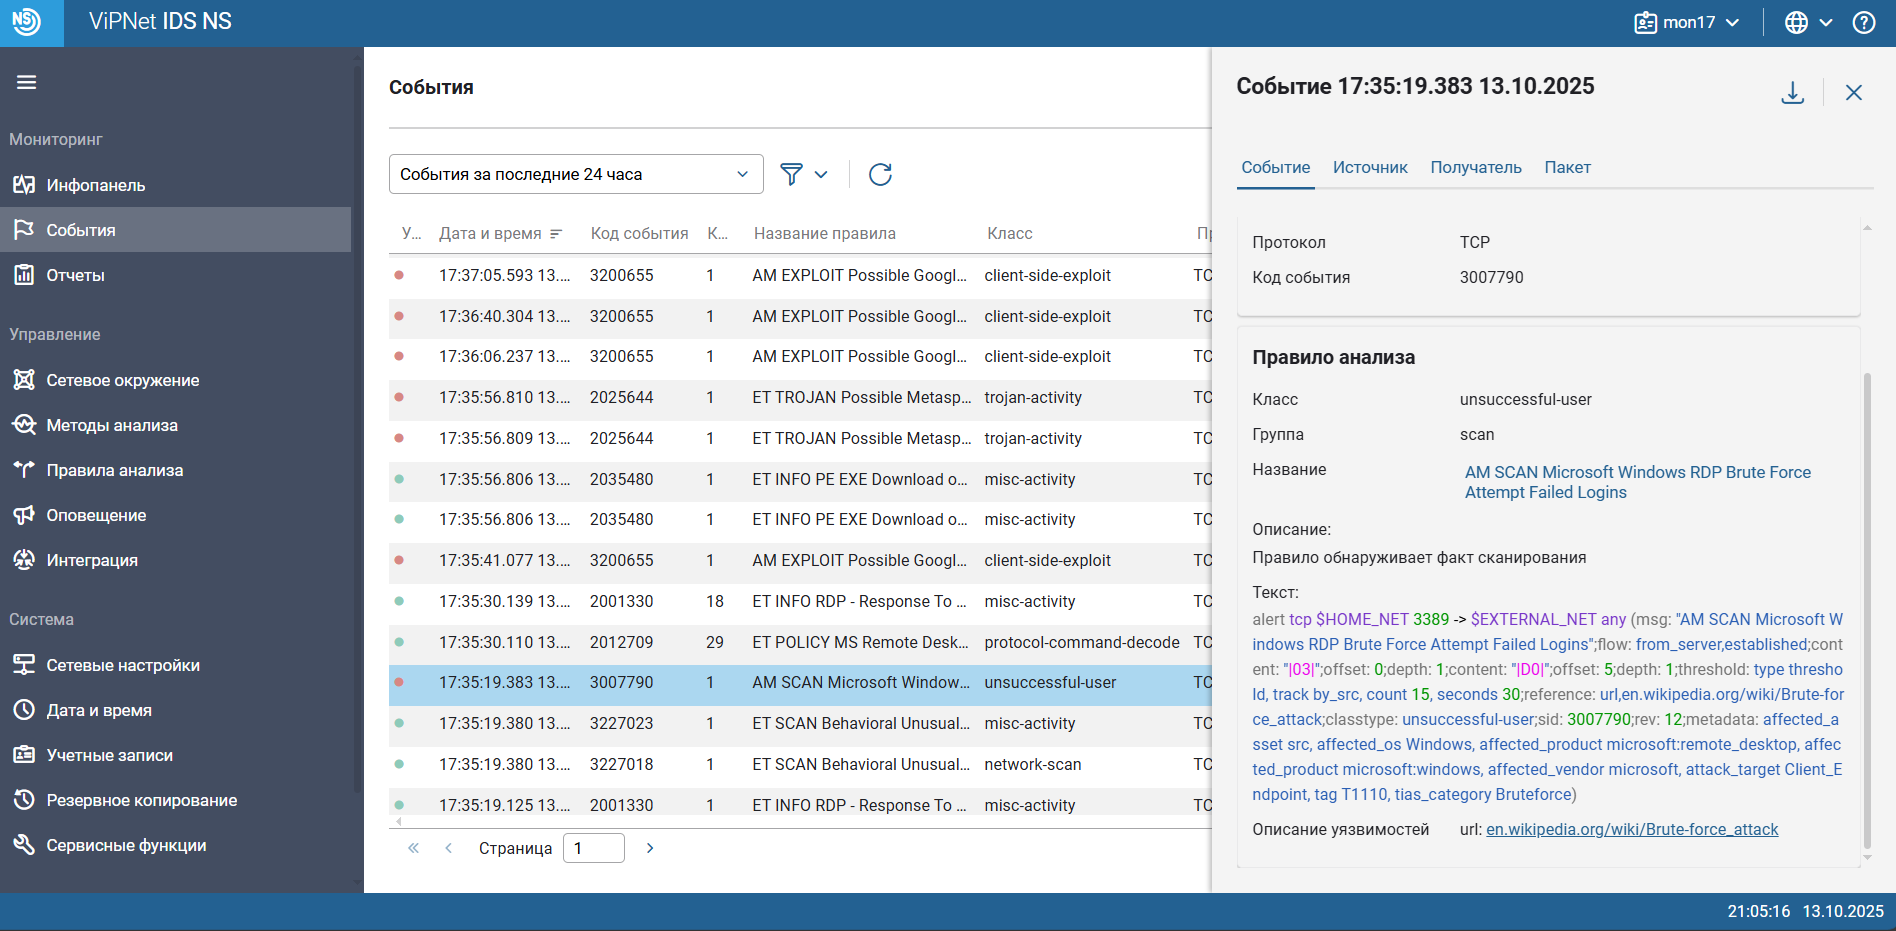 NS
ViPNet IDS NS
mon17
Мониторинг
Инфопанель
События
Отчеты
Управление
Сетевое окружение
Методы анализа
Правила анализа
Оповещение
Интеграция
Система
Сетевые настройки
Дата и время
Учетные записи
Резервное копирование
Сервисные функции
События
События за последние 24 часа
У... Дата и время Код события К... Название правила Класс
17:37:05.593 13.... 3200655 1 AM EXPLOIT Possible Googl... client-side-exploit TC
17:36:40.304 13.... 3200655 1 AM EXPLOIT Possible Googl... client-side-exploit TC
17:36:06.237 13.... 3200655 1 AM EXPLOIT Possible Googl... client-side-exploit TC
17:35:56.810 13.... 2025644 1 ET TROJAN Possible Metasp... trojan-activity TC
17:35:56.809 13.... 2025644 1 ET TROJAN Possible Metasp... trojan-activity TC
17:35:56.806 13.... 2035480 1 ET INFO PE EXE Download o... misc-activity TC
17:35:56.806 13.... 2035480 1 ET INFO PE EXE Download o... misc-activity TC
17:35:41.077 13.... 3200655 1 AM EXPLOIT Possible Googl... client-side-exploit TC
17:35:30.139 13.... 2001330 18 ET INFO RDP - Response To ... misc-activity TC
17:35:30.110 13.... 2012709 29 ET POLICY MS Remote Desk... protocol-command-decode TC
17:35:19.383 13.... 3007790 1 AM SCAN Microsoft Window... unsuccessful-user TC
17:35:19.380 13.... 3227023 1 ET SCAN Behavioral Unusual... misc-activity TC
17:35:19.380 13.... 3227018 1 ET SCAN Behavioral Unusual... network-scan TC
17:35:19.125 13.... 2001330 1 ET INFO RDP - Response To ... misc-activity TC
Страница 1
Событие 17:35:19.383 13.10.2025
Событие Источник Получатель Пакет
Протокол TCP
Код события 3007790
Правило анализа
Класс unsuccessful-user
Группа scan
Название AM SCAN Microsoft Windows RDP Brute Force
Attempt Failed Logins
Описание:
Правило обнаруживает факт сканирования
Текст:
alert tcp $HOME_NET 3389 -> $EXTERNAL_NET any (msg: "AM SCAN Microsoft W
indows RDP Brute Force Attempt Failed Logins";flow: from_server,established;cont
ent: "|03|";offset: 0;depth: 1;content: "|D0|";offset: 5;depth: 1;threshold: type thresho
ld, track by_src, count 15, seconds 30;reference: url,en.wikipedia.org/wiki/Brute-for
ce_attack;classtype: unsuccessful-user;sid: 3007790;rev: 12;metadata: affected_a
sset src, affected_os Windows, affected_product microsoft:remote_desktop, affec
ted_product microsoft:windows, affected_vendor microsoft, attack_target Client_E
ndpoint, tag T1110, tias_category Bruteforce)
Описание уязвимостей url: en.wikipedia.org/wiki/Brute-force_attack
21:05:16 13.10.2025